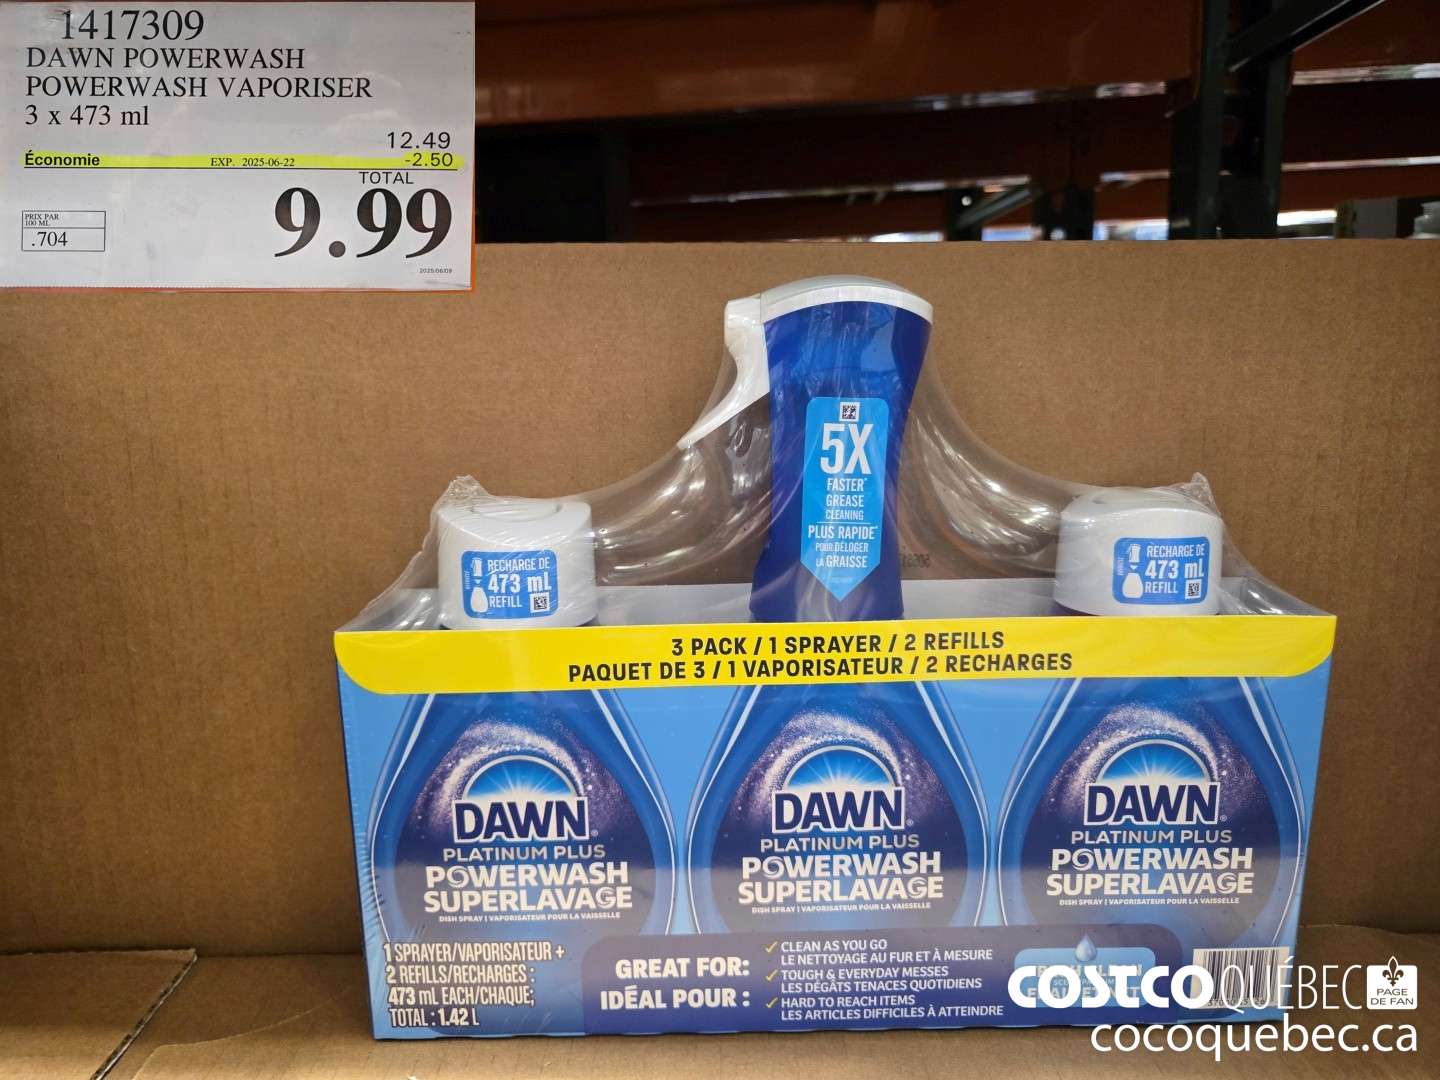 1417309
DAWN POWERWASH
POWERWASH VAPORISER
3 x 473 ml
12.49
Économie EXP. 2025-06-22 -2.50
TOTAL
9.99
PRIX PAR
100 ML
.704
2025/06/09
5X
FASTER*
GREASE
CLEANING
PLUS RAPIDE*
POUR DÉLOGER
LA GRAISSE
RECHARGE DE
473 mL
REFILL
RECHARGE DE
473 mL
REFILL
3 PACK / 1 SPRAYER / 2 REFILLS
PAQUET DE 3 / 1 VAPORISATEUR / 2 RECHARGES
DAWN®
PLATINUM PLUS
POWERWASH
SUPERLAVAGE
DISH SPRAY | VAPORISATEUR POUR LA VAISSELLE
DAWN®
PLATINUM PLUS
POWERWASH
SUPERLAVAGE
DISH SPRAY | VAPORISATEUR POUR LA VAISSELLE
DAWN®
PLATINUM PLUS
POWERWASH
SUPERLAVAGE
DISH SPRAY | VAPORISATEUR POUR LA VAISSELLE
1 SPRAYER/VAPORISATEUR +
2 REFILLS/RECHARGES :
473 mL EACH/CHAQUE;
TOTAL : 1.42 L
GREAT FOR:
IDÉAL POUR :
✓ CLEAN AS YOU GO
LE NETTOYAGE AU FUR ET À MESURE
✓ TOUGH & EVERYDAY MESSES
LES DÉGÂTS TENACES QUOTIDIENS
✓ HARD TO REACH ITEMS
LES ARTICLES DIFFICILES À ATTEINDRE
COSTCO QUÉBEC
PAGE
DE FAN
cocoquebec.ca